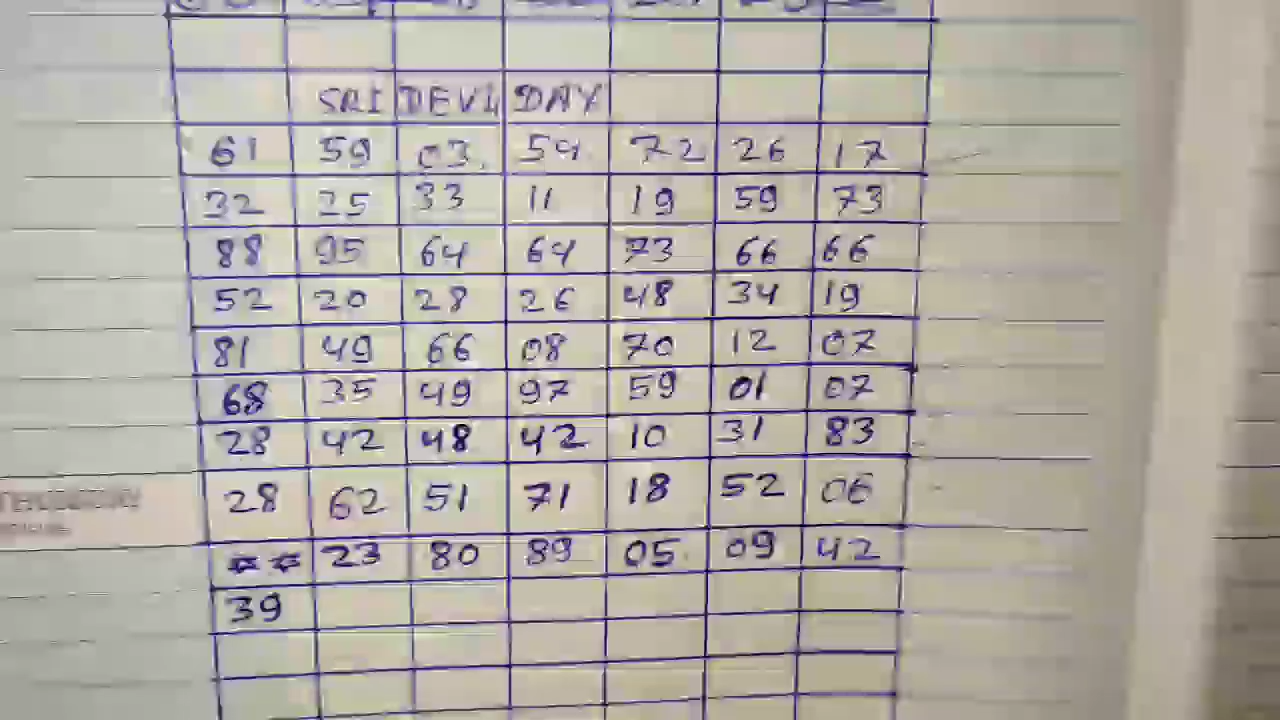 SRI DEVI DAY
61 59 03 59 72 26 17
32 25 33 11 19 59 73
88 95 64 64 73 66 66
52 20 28 26 48 34 19
81 49 66 08 70 12 07
68 35 49 97 59 01 07
28 42 48 42 10 31 83
28 62 51 71 18 52 06
** 23 80 89 05 09 42
39